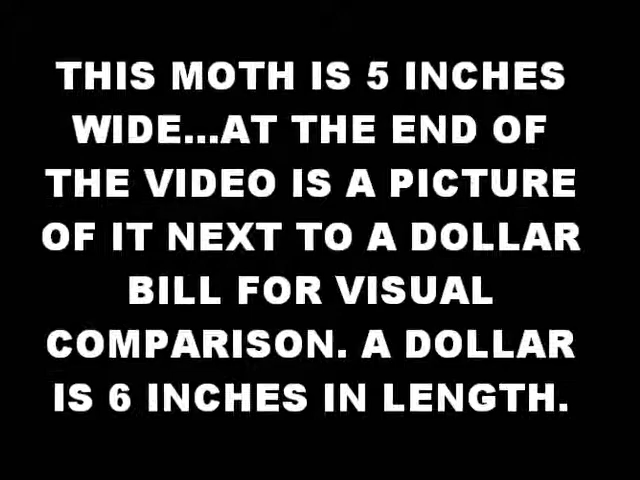 THIS MOTH IS 5 INCHES
WIDE...AT THE END OF
THE VIDEO IS A PICTURE
OF IT NEXT TO A DOLLAR
BILL FOR VISUAL
COMPARISON. A DOLLAR
IS 6 INCHES IN LENGTH.